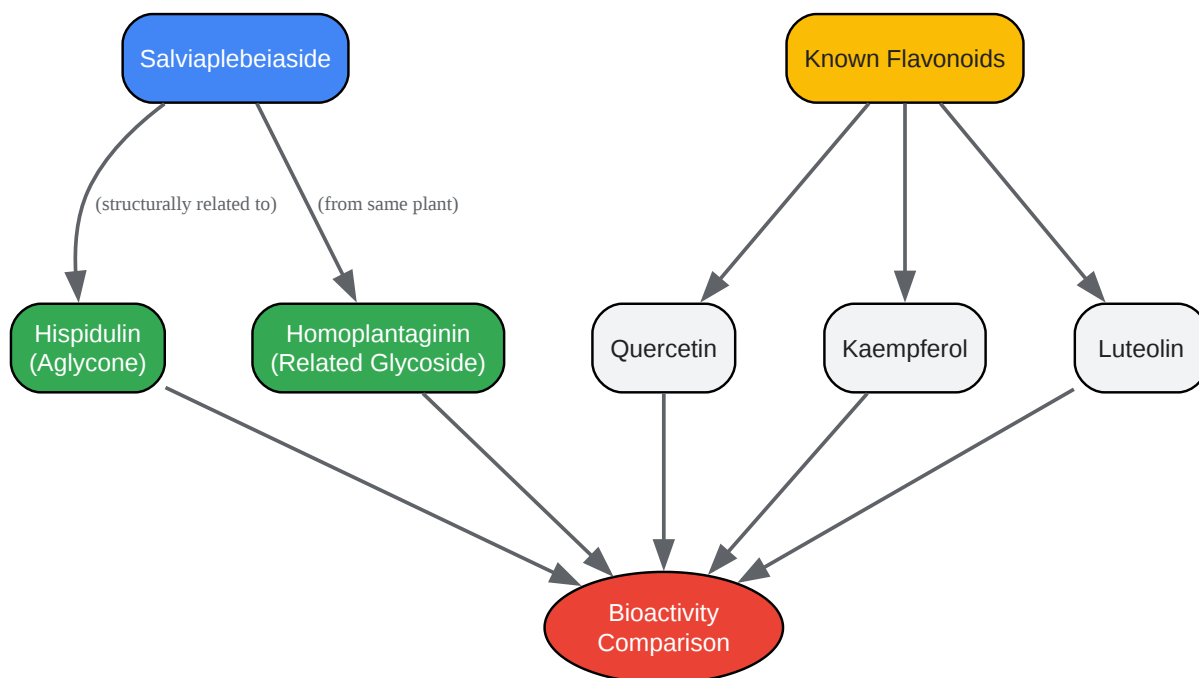 Salviaplebeiaside
Known Flavonoids
(structurally related to)
(from same plant)
Hispidulin
(Aglycone)
Homoplantaginin
(Related Glycoside)
Quercetin
Kaempferol
Luteolin
Bioactivity
Comparison